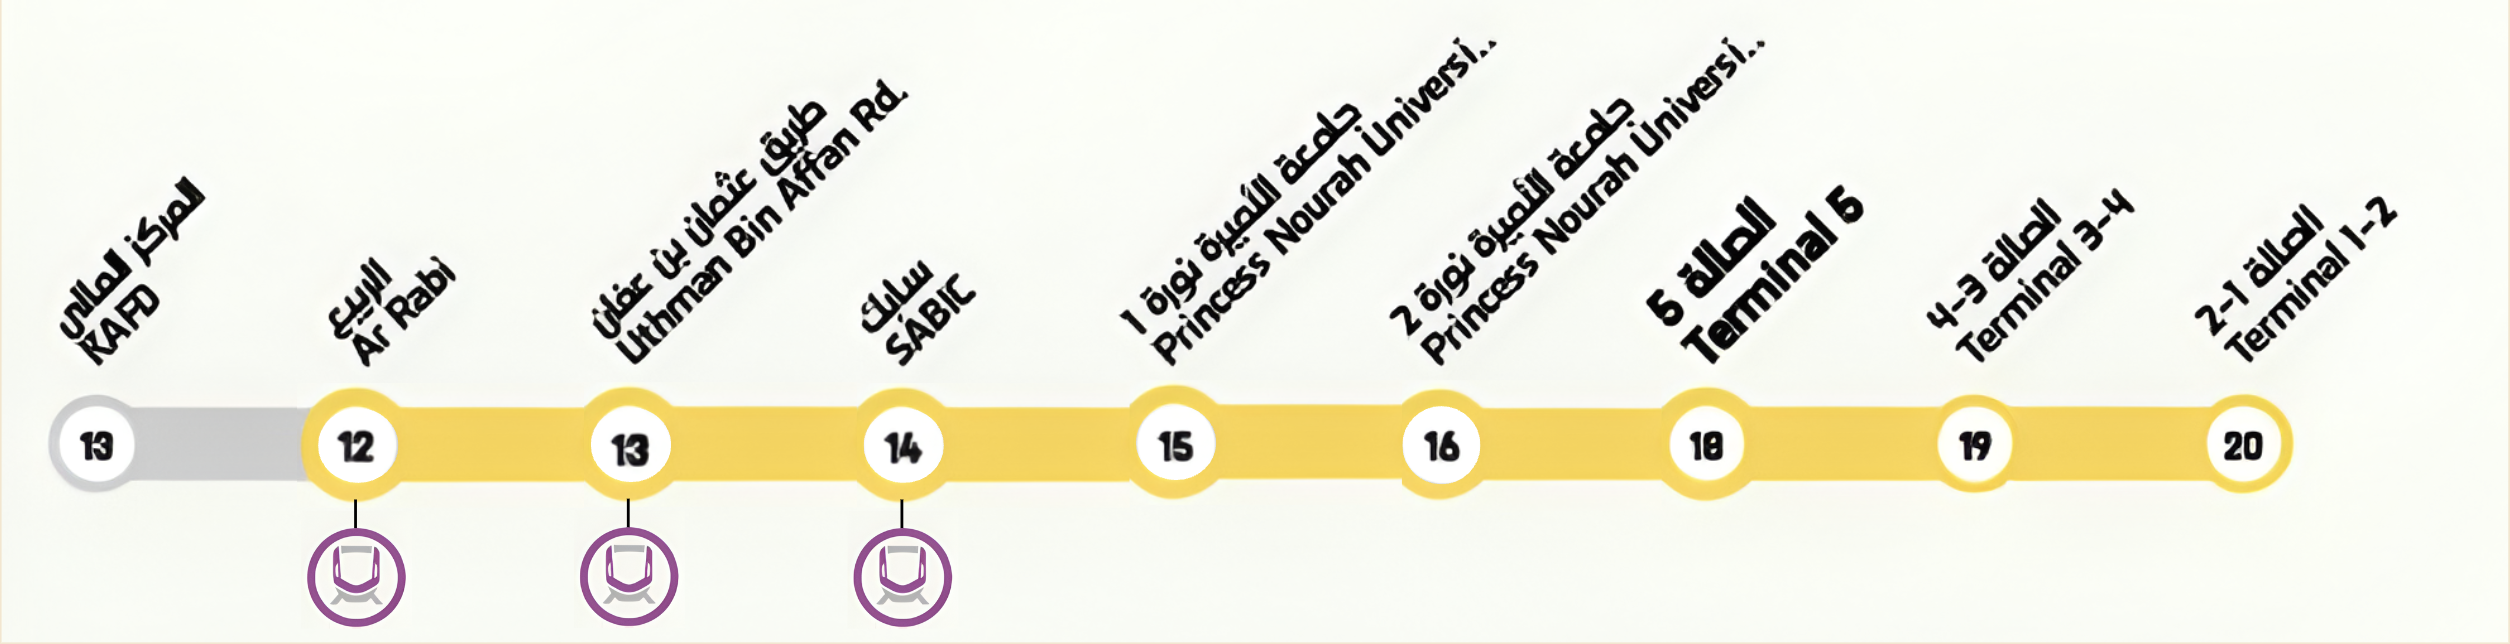 المركز المالي
KAFD
الربيع
Ar Rabi
طريق عثمان بن عفان
Uthman Bin Affan Rd.
سابك
SABIC
جامعة الأميرة نورة 1
Princess Nourah Universi...
جامعة الأميرة نورة 2
Princess Nourah Universi...
الصالة 5
Terminal 5
الصالة 3-4
Terminal 3-4
الصالة 1-2
Terminal 1-2
13
12
13
14
15
16
18
19
20